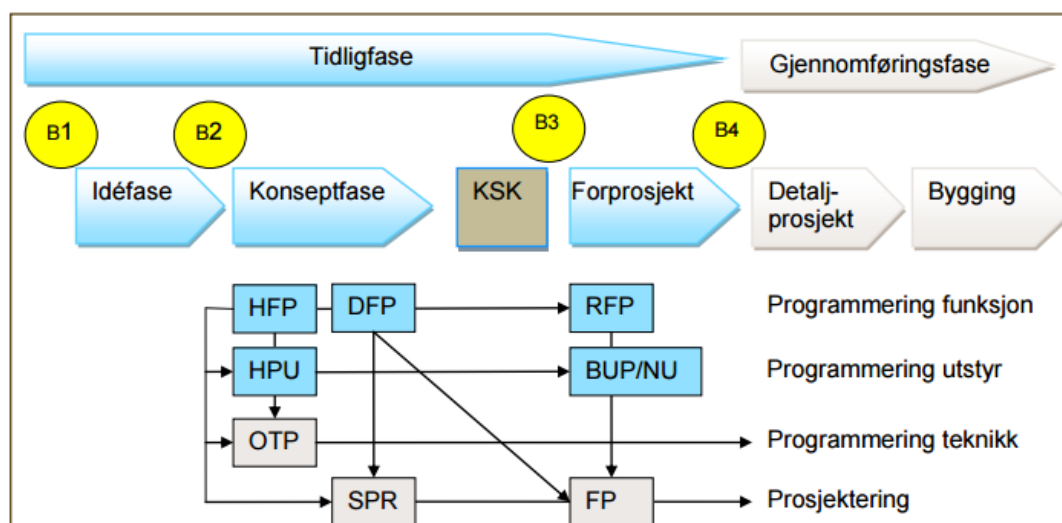 Tidligfase
Gjennomføringsfase
B1
B2
B3
B4
Idéfase
Konseptfase
KSK
Forprosjekt
Detalj-
prosjekt
Bygging
HFP
DFP
RFP
Programmering funksjon
HPU
BUP/NU
Programmering utstyr
OTP
Programmering teknikk
SPR
FP
Prosjektering